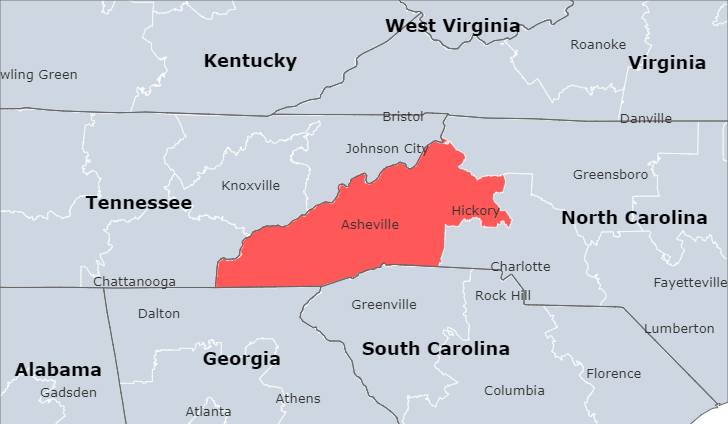 West Virginia
Roanoke
Kentucky
Virginia
wling Green
Bristol
Danville
Johnson City
Greensboro
Knoxville
Tennessee
Hickory
North Carolina
Asheville
Charlotte
Chattanooga
Fayetteville
Rock Hill
Greenville
Dalton
Lumberton
South Carolina
Georgia
Alabama
Florence
Gadsden
Columbia
Athens
Atlanta